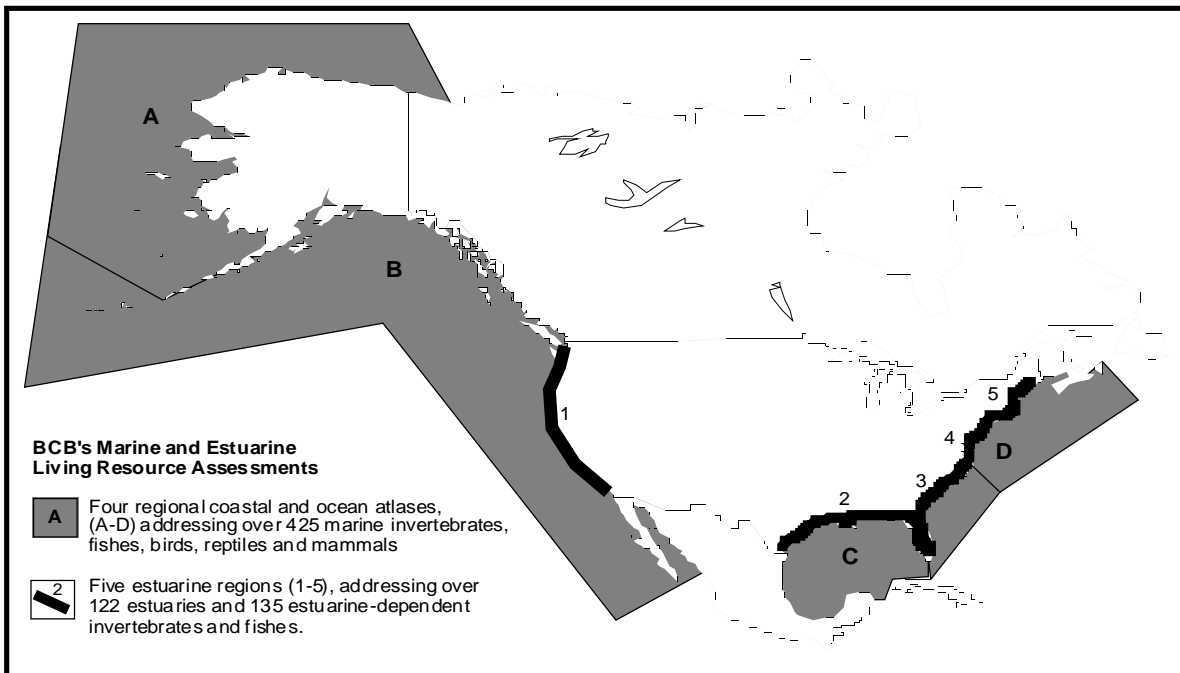 A
B
1
5
4
D
3
2
C
BCB's Marine and Estuarine
Living Resource Assessments
A
Four regional coastal and ocean atlases,
(A-D) addressing over 425 marine invertebrates,
fishes, birds, reptiles and mammals
2
Five estuarine regions (1-5), addressing over
122 estuaries and 135 estuarine-dependent
invertebrates and fishes.